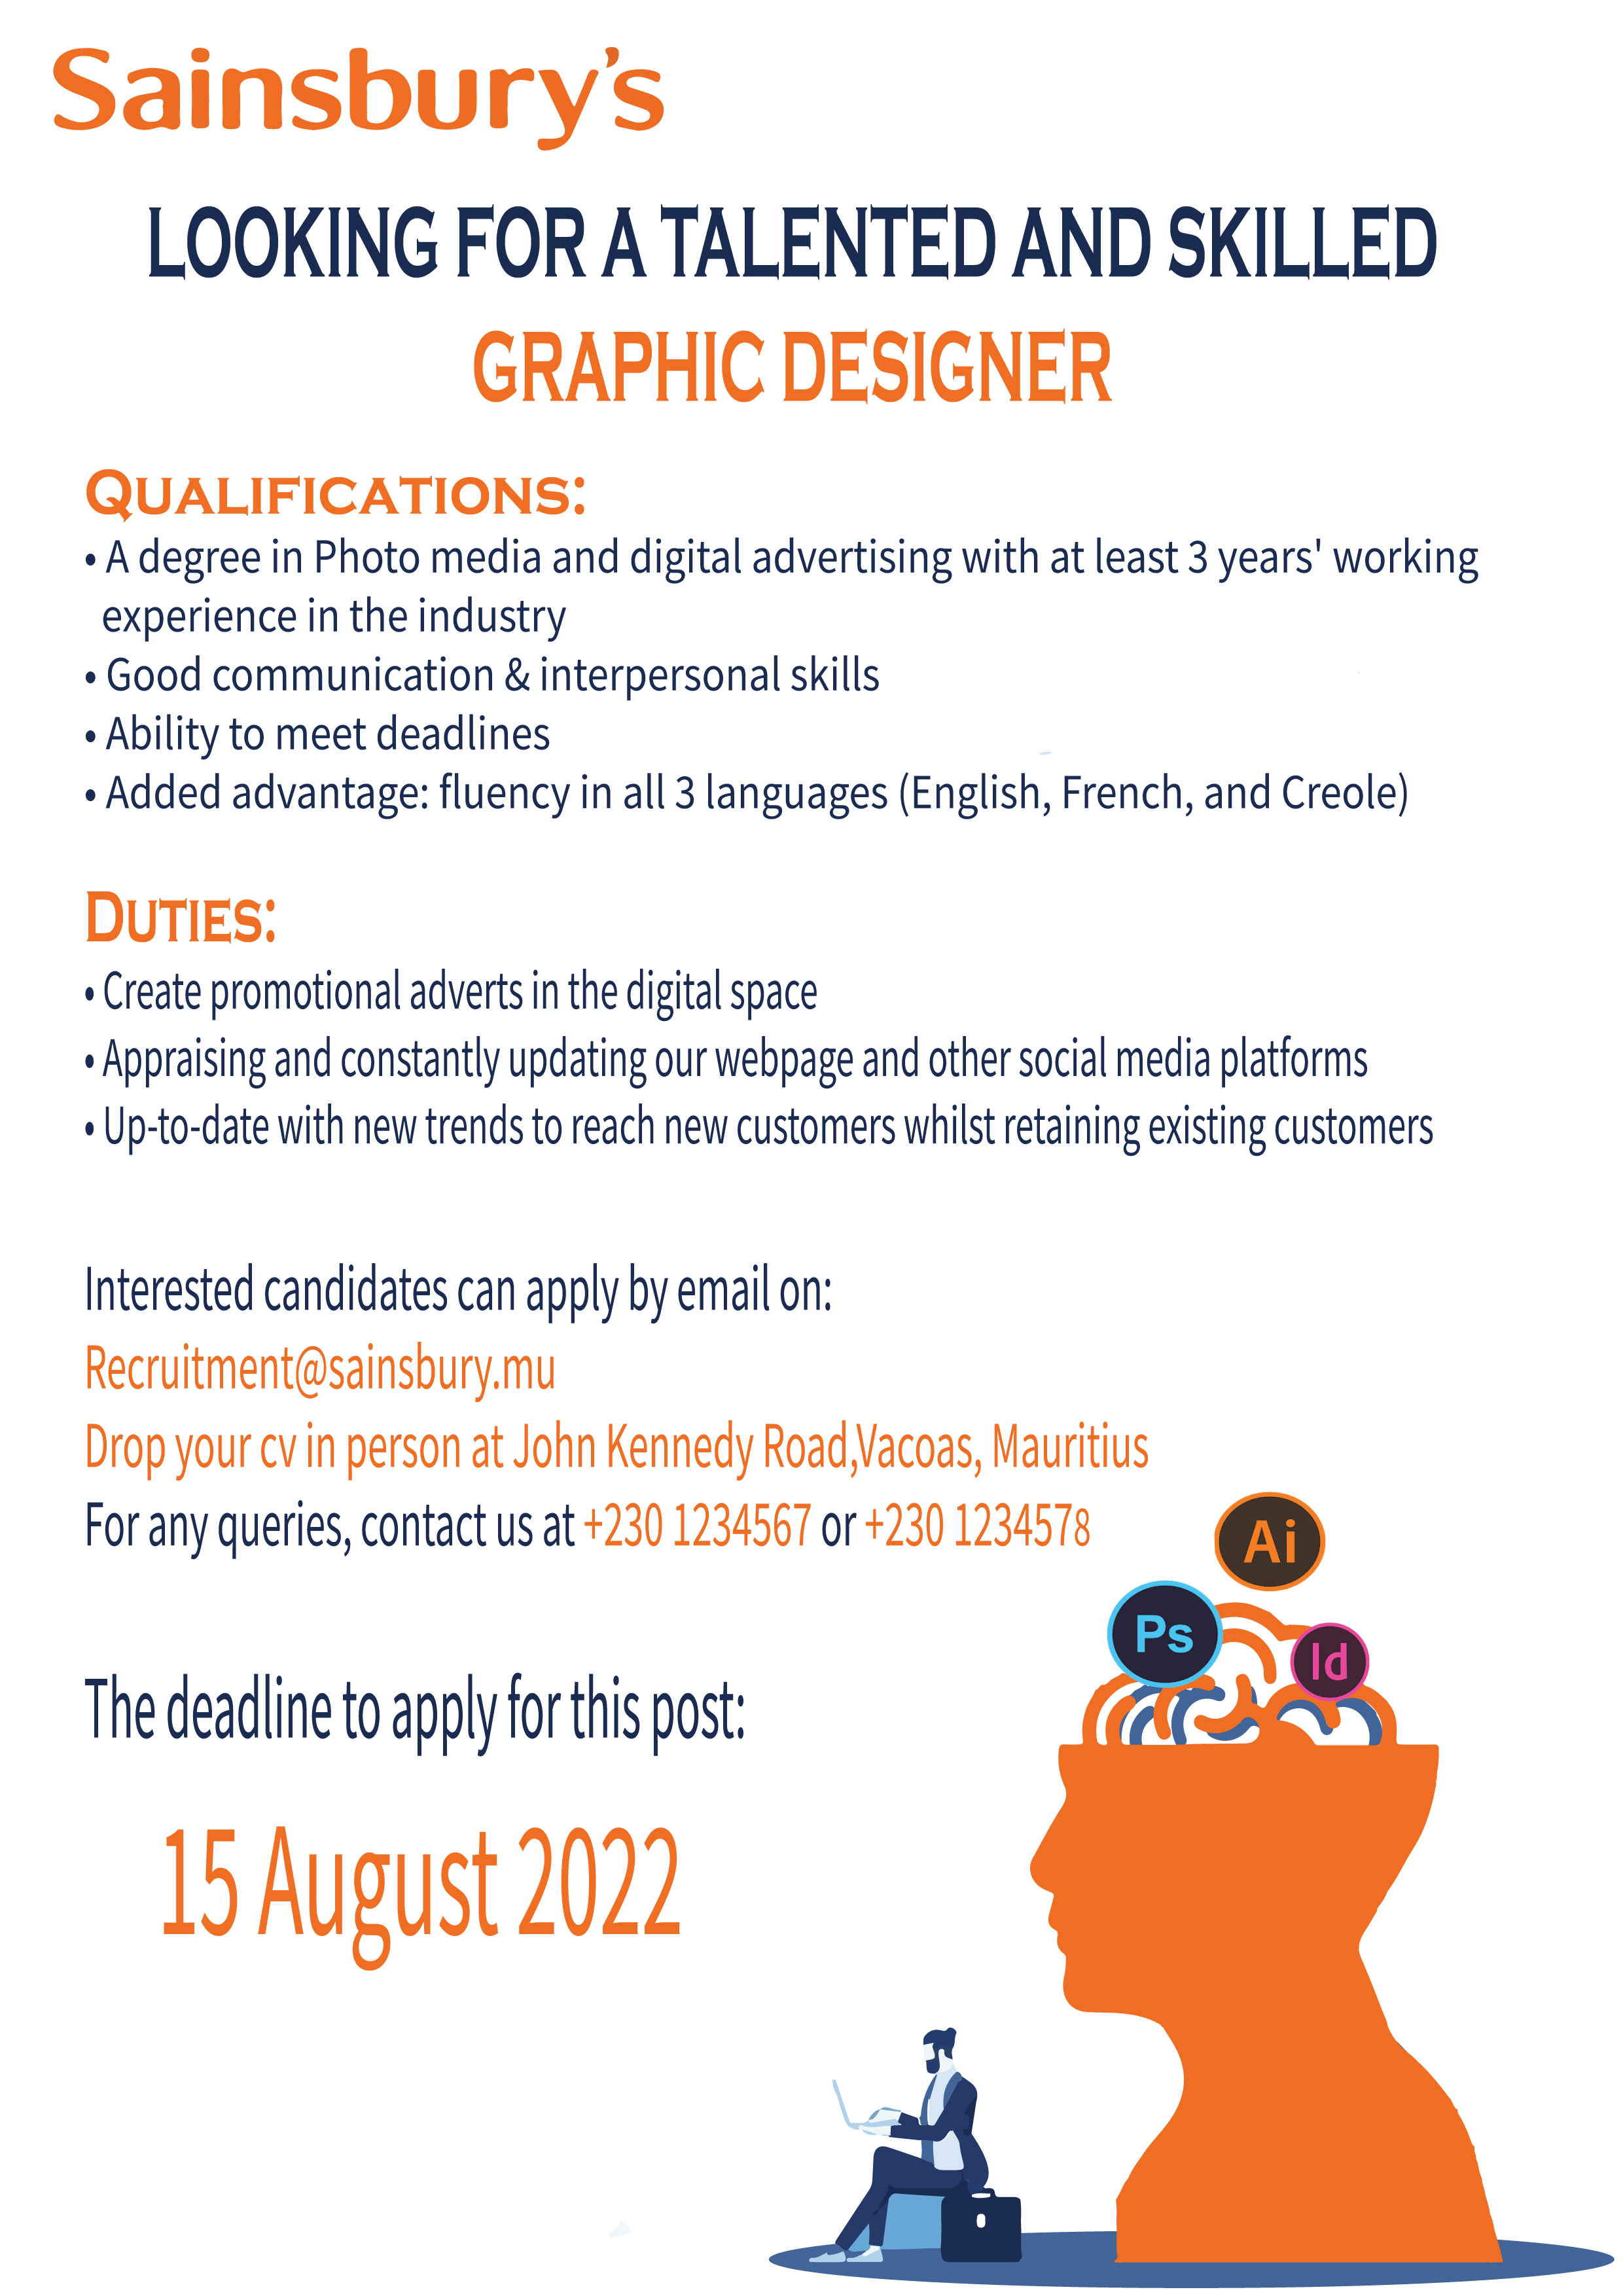 Sainsbury's
LOOKING FOR A TALENTED AND SKILLED
GRAPHIC DESIGNER
QUALIFICATIONS:
• A degree in Photo media and digital advertising with at least 3 years' working
experience in the industry
• Good communication & interpersonal skills
• Ability to meet deadlines
• Added advantage: fluency in all 3 languages (English, French, and Creole)
DUTIES:
• Create promotional adverts in the digital space
• Appraising and constantly updating our webpage and other social media platforms
• Up-to-date with new trends to reach new customers whilst retaining existing customers
Interested candidates can apply by email on:
Recruitment@sainsbury.mu
Drop your cv in person at John Kennedy Road,Vacoas, Mauritius
For any queries, contact us at +230 1234567 or +230 1234578
Ai
Ps
Id
The deadline to apply for this post:
15 August 2022